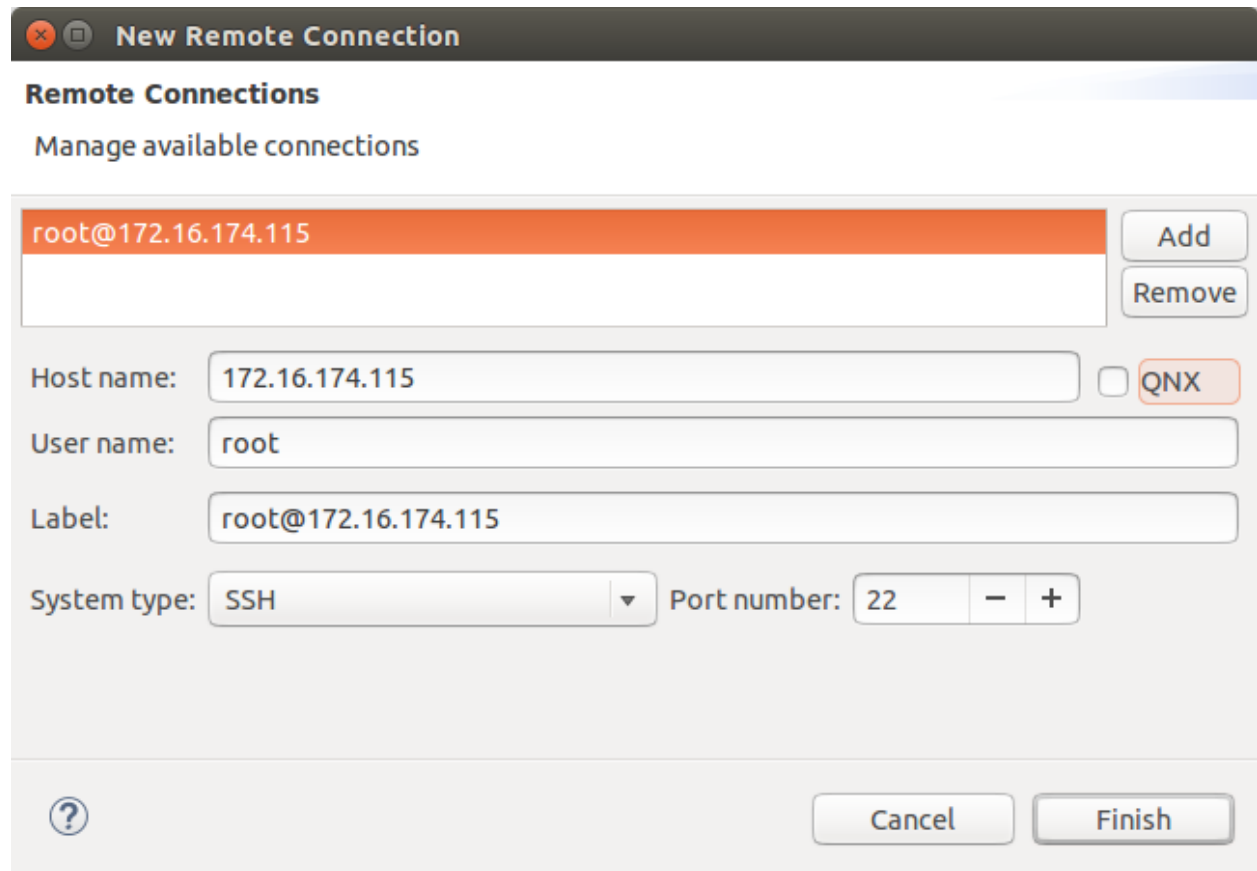 New Remote Connection
Remote Connections
Manage available connections
root@172.16.174.115
Add
Remove
Host name: 172.16.174.115 QNX
User name: root
Label: root@172.16.174.115
System type: SSH Port number: 22 − +
? Cancel Finish